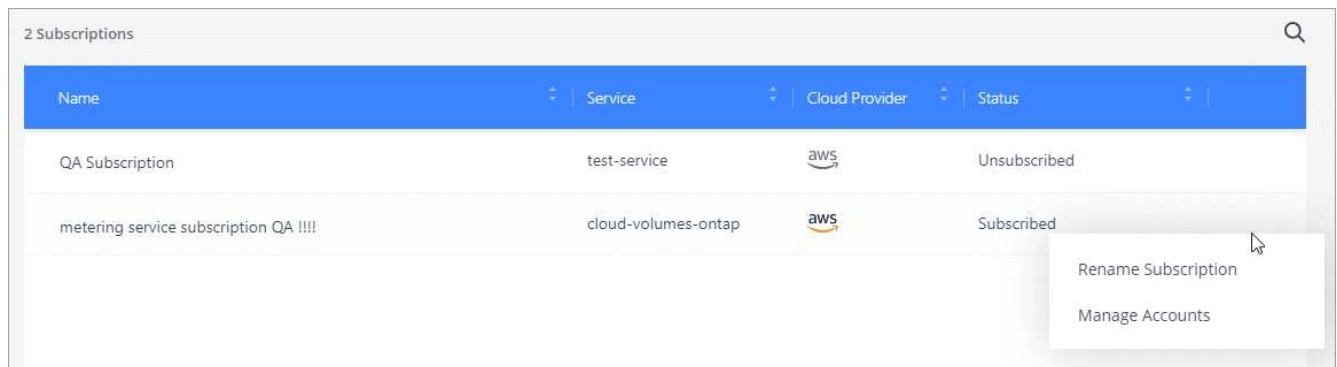 2 Subscriptions
Name Service Cloud Provider Status
QA Subscription test-service aws Unsubscribed
metering service subscription QA !!!! cloud-volumes-ontap aws Subscribed
Rename Subscription
Manage Accounts